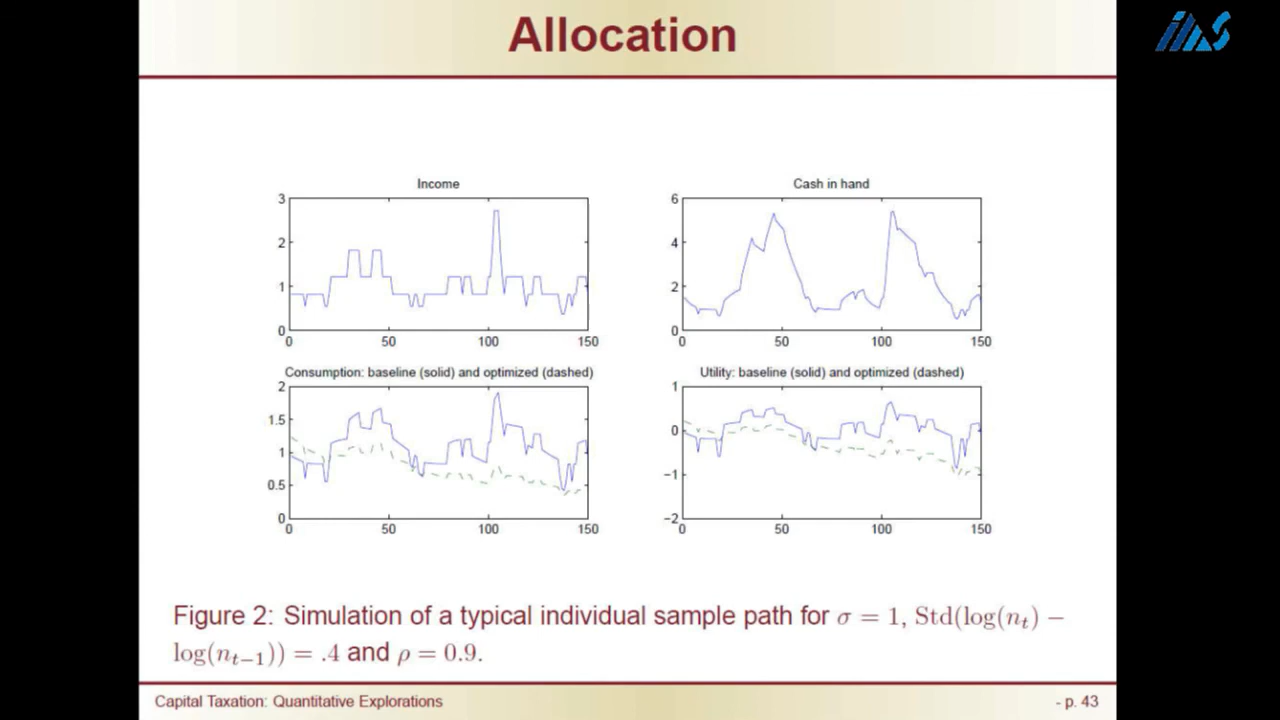 Allocation
IIAS
Income
Cash in hand
3
2
1
0
0 50 100 150
6
4
2
0
0 50 100 150
Consumption: baseline (solid) and optimized (dashed)
Utility: baseline (solid) and optimized (dashed)
2
1.5
1
0.5
0
0 50 100 150
1
0
−1
−2
0 50 100 150
Figure 2: Simulation of a typical individual sample path for σ = 1, Std(log(n_t) −
log(n_{t−1})) = .4 and ρ = 0.9.
Capital Taxation: Quantitative Explorations
- p. 43